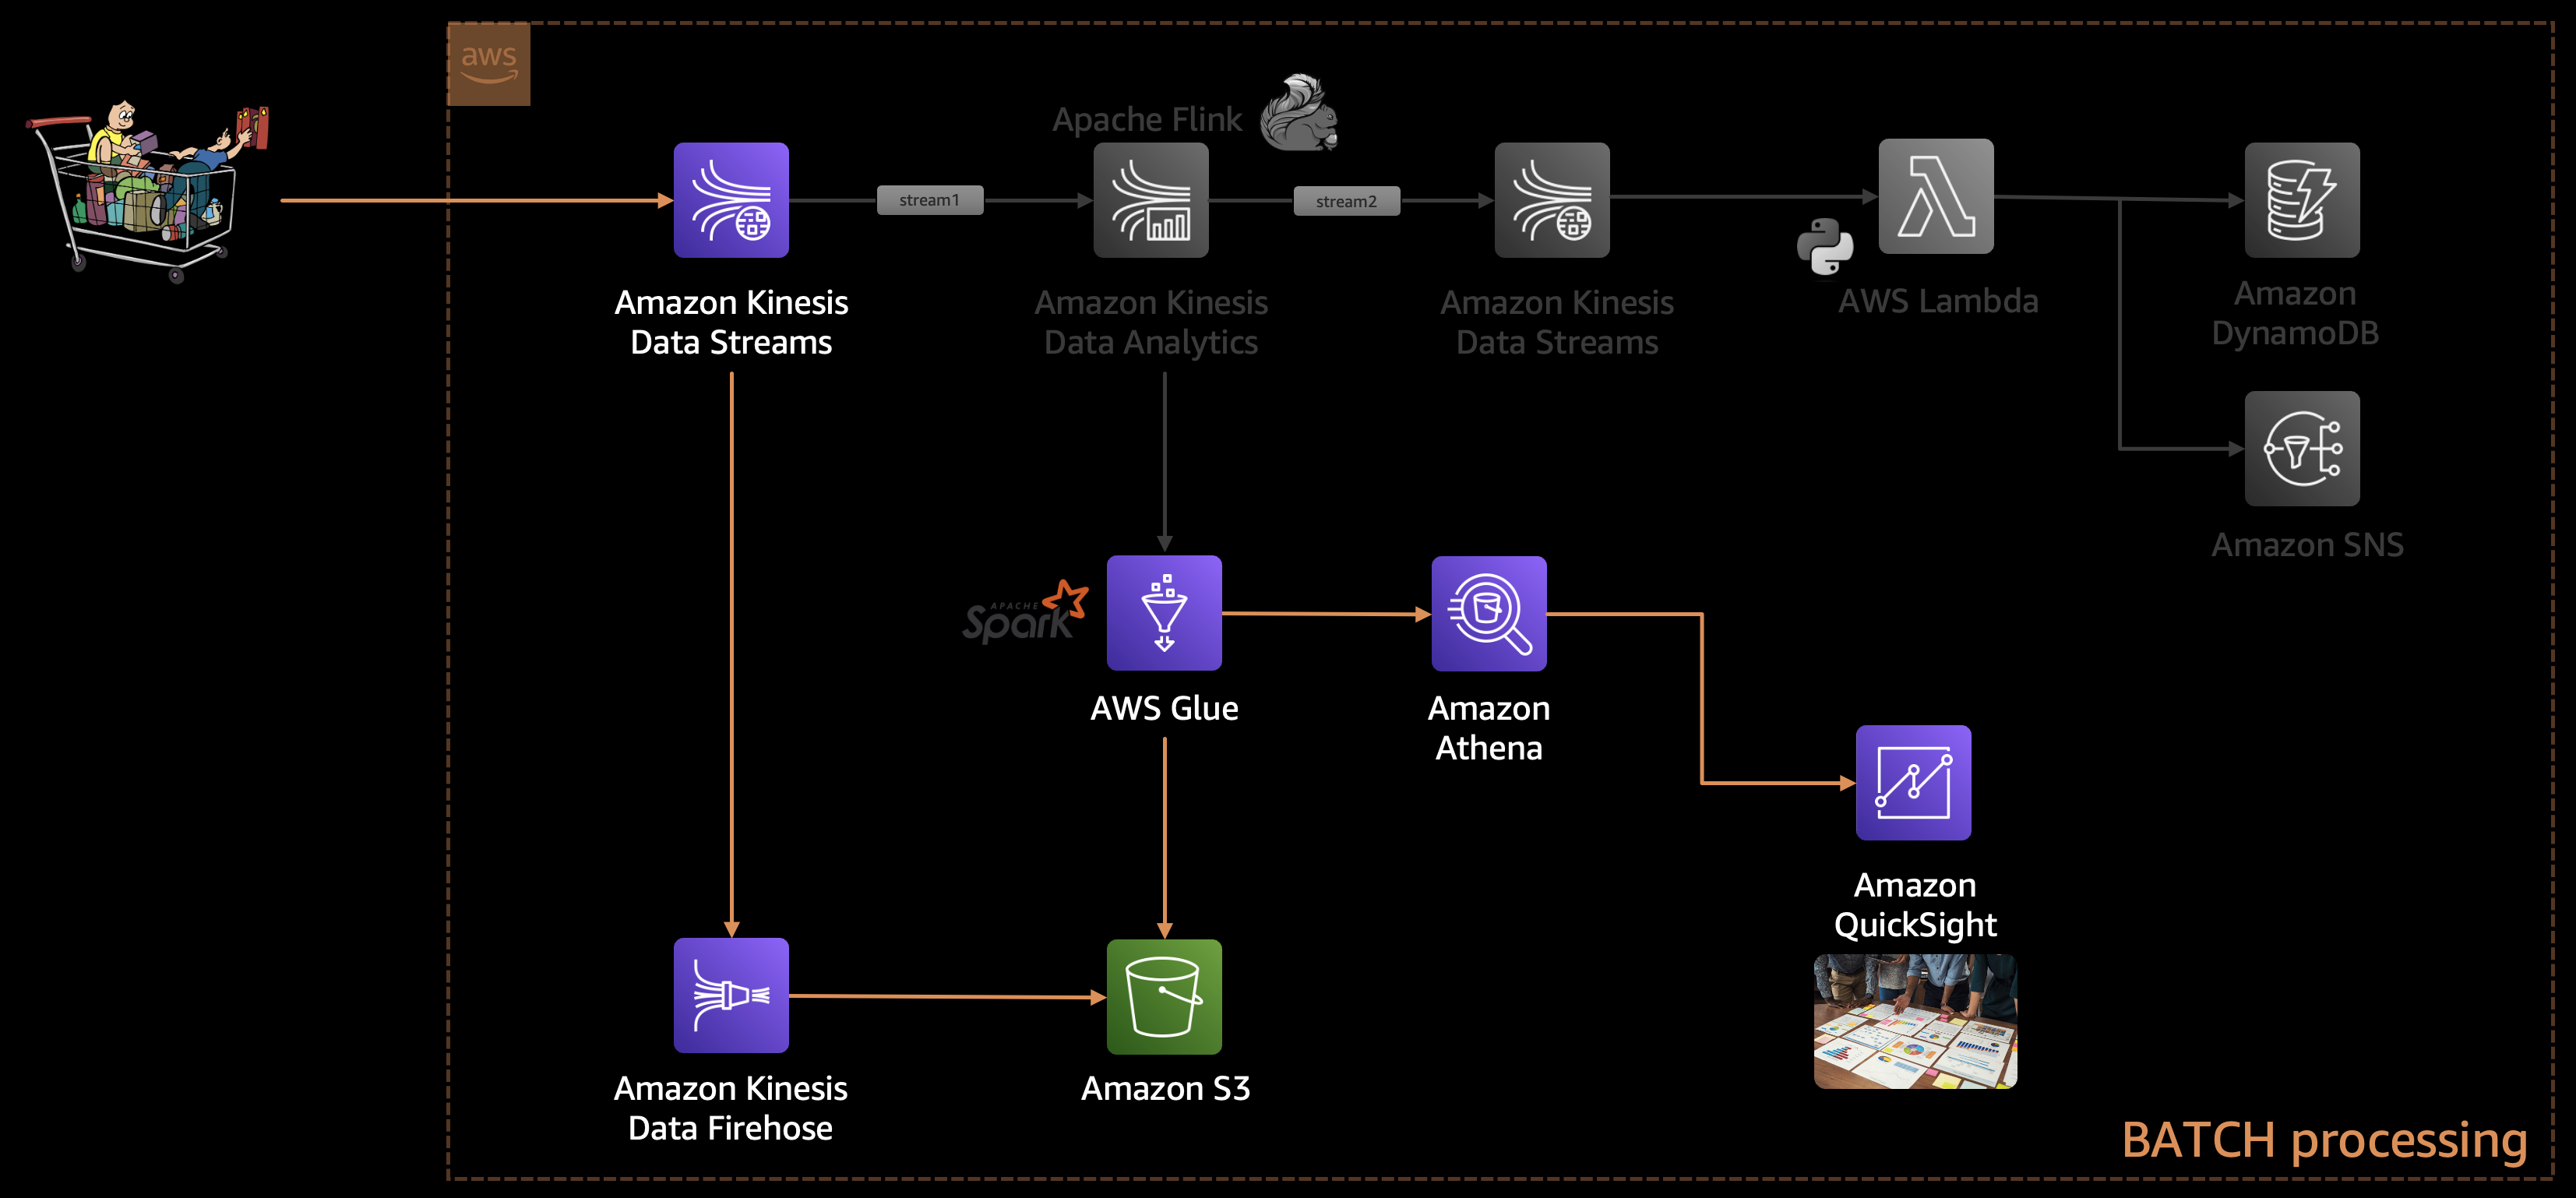 aws
Apache Flink
stream1
stream2
Amazon Kinesis
Data Streams
Amazon Kinesis
Data Analytics
Amazon Kinesis
Data Streams
AWS Lambda
Amazon
DynamoDB
Amazon SNS
APACHE
Spark
AWS Glue
Amazon
Athena
Amazon
QuickSight
Amazon Kinesis
Data Firehose
Amazon S3
BATCH processing